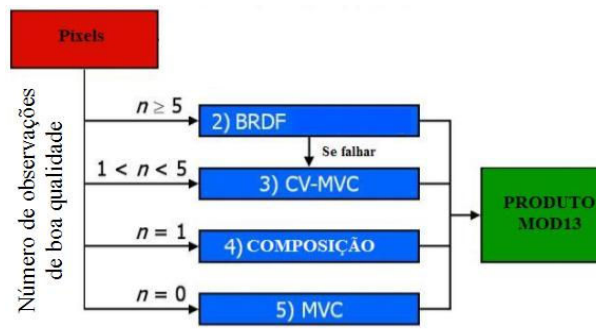 Pixels
Número de observações
de boa qualidade
n ≥ 5
2) BRDF
Se falhar
1 < n < 5
3) CV-MVC
n = 1
4) COMPOSIÇÃO
n = 0
5) MVC
PRODUTO
MOD13